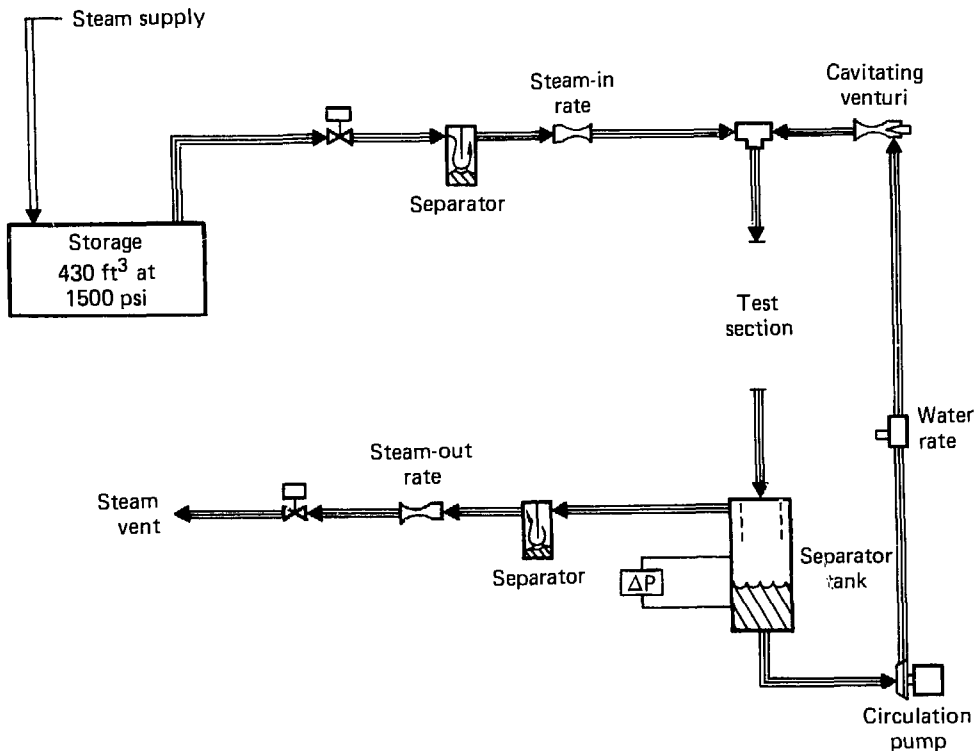 Steam supply
Steam-in
rate
Cavitating
venturi
Separator
Storage
430 ft³ at
1500 psi
Test
section
Water
rate
Steam-out
rate
Steam
vent
Separator
ΔP
Separator
tank
Circulation
pump